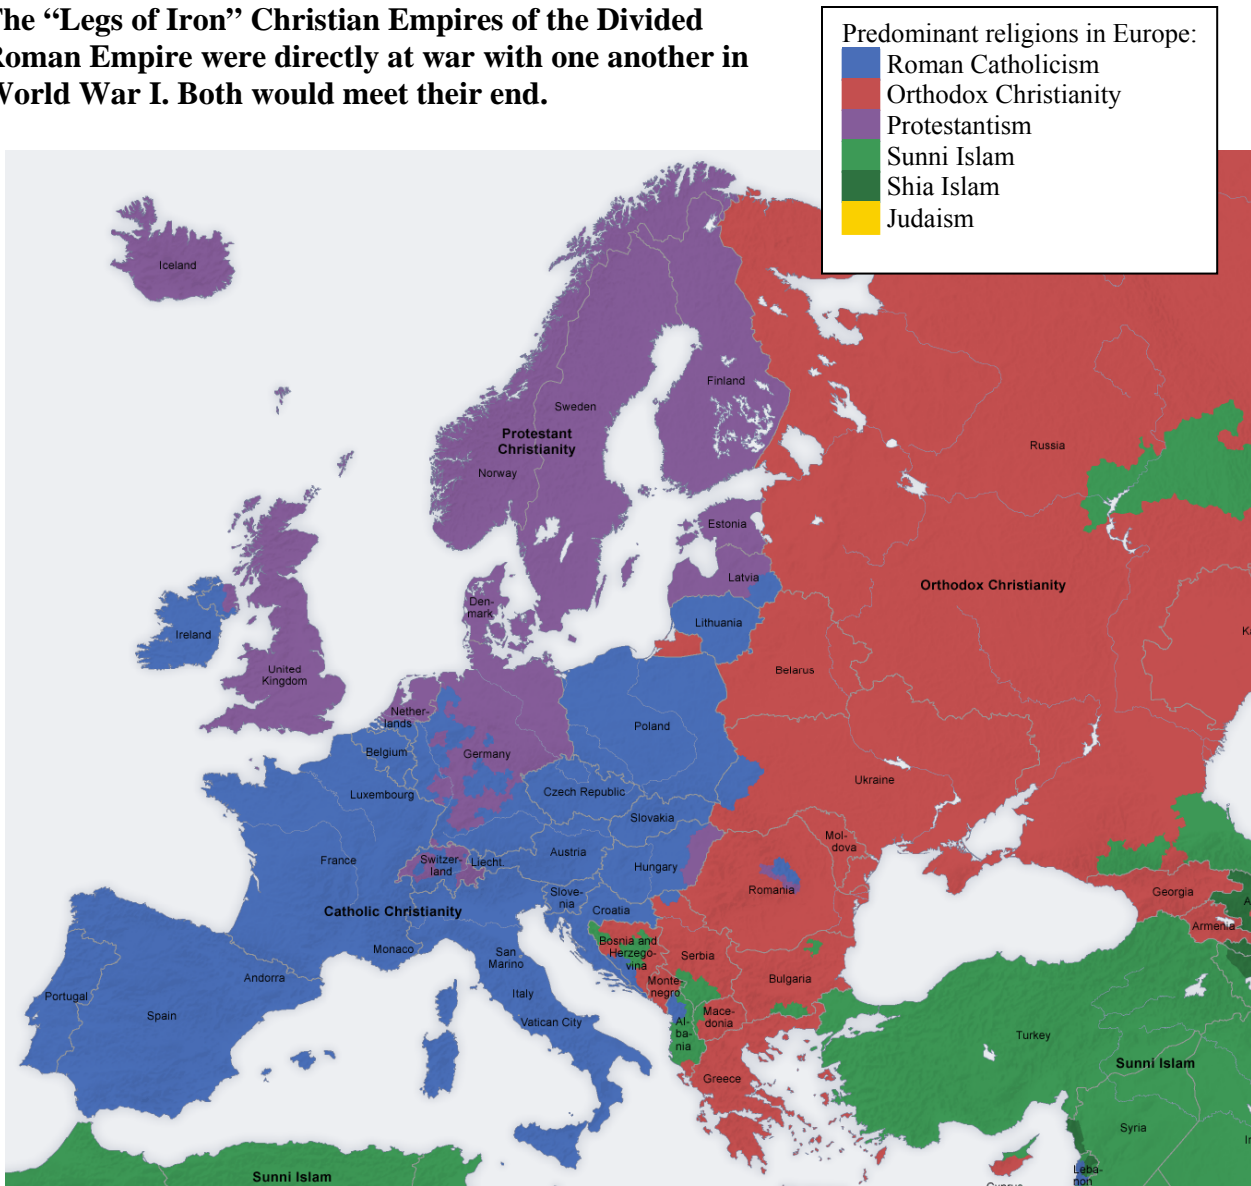 he “Legs of Iron” Christian Empires of the Divided
oman Empire were directly at war with one another in
orld War I. Both would meet their end.
Predominant religions in Europe:
Roman Catholicism
Orthodox Christianity
Protestantism
Sunni Islam
Shia Islam
Judaism
Iceland
Finland
Sweden
Protestant
Christianity
Norway
Russia
Estonia
Latvia
Orthodox Christianity
Den-
mark
Lithuania
Ireland
United
Kingdom
Belarus
Nether-
lands
Poland
Belgium
Germany
Ukraine
Luxembourg
Czech Republic
Slovakia
Mol-
dova
France
Switzer-
land
Liecht.
Austria
Hungary
Romania
Georgia
Slove-
nia
Croatia
Catholic Christianity
Armenia
Monaco
San
Marino
Bosnia and
Herzego-
vina
Serbia
Andorra
Monte-
negro
Bulgaria
Portugal
Spain
Italy
Vatican City
Al-
ba-
nia
Mace-
donia
Turkey
Sunni Islam
Greece
Syria
Leba-
non
Sunni Islam